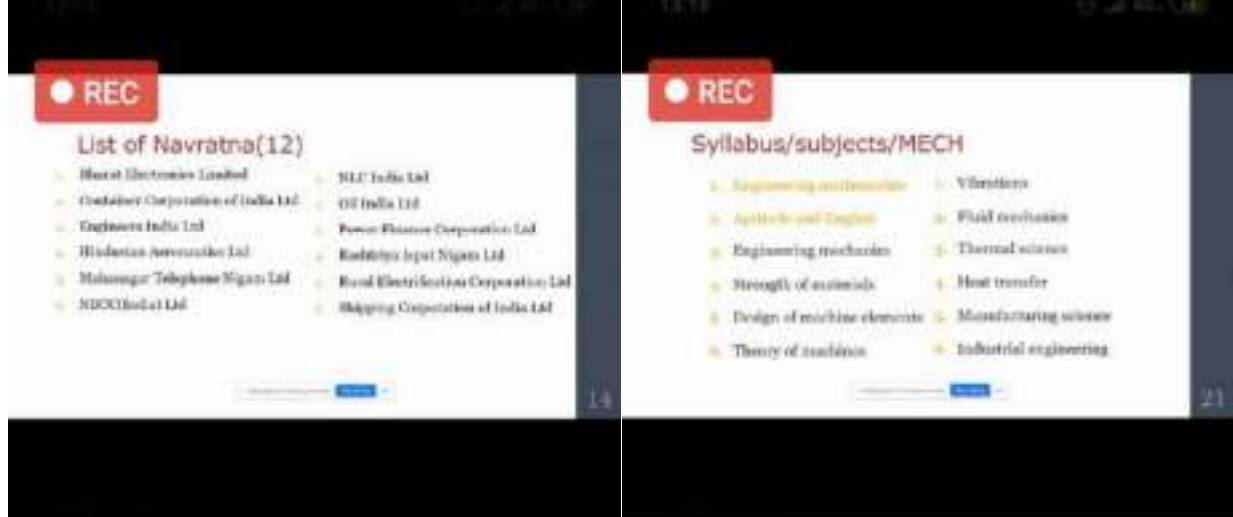 REC
List of Navratna(12)
Bharat Electronics Limited
Container Corporation of India Ltd
Engineers India Ltd
Hindustan Aeronautics Ltd
Mahanagar Telephone Nigam Ltd
NBCC(India) Ltd
NLC India Ltd
Oil India Ltd
Power Finance Corporation Ltd
Rashtriya Ispat Nigam Ltd
Rural Electrification Corporation Ltd
Shipping Corporation of India Ltd
14
REC
Syllabus/subjects/MECH
Engineering mathematics
Aptitude and English
Engineering mechanics
Strength of materials
Design of machine elements
Theory of machines
Vibrations
Fluid mechanics
Thermal science
Heat transfer
Manufacturing science
Industrial engineering
21